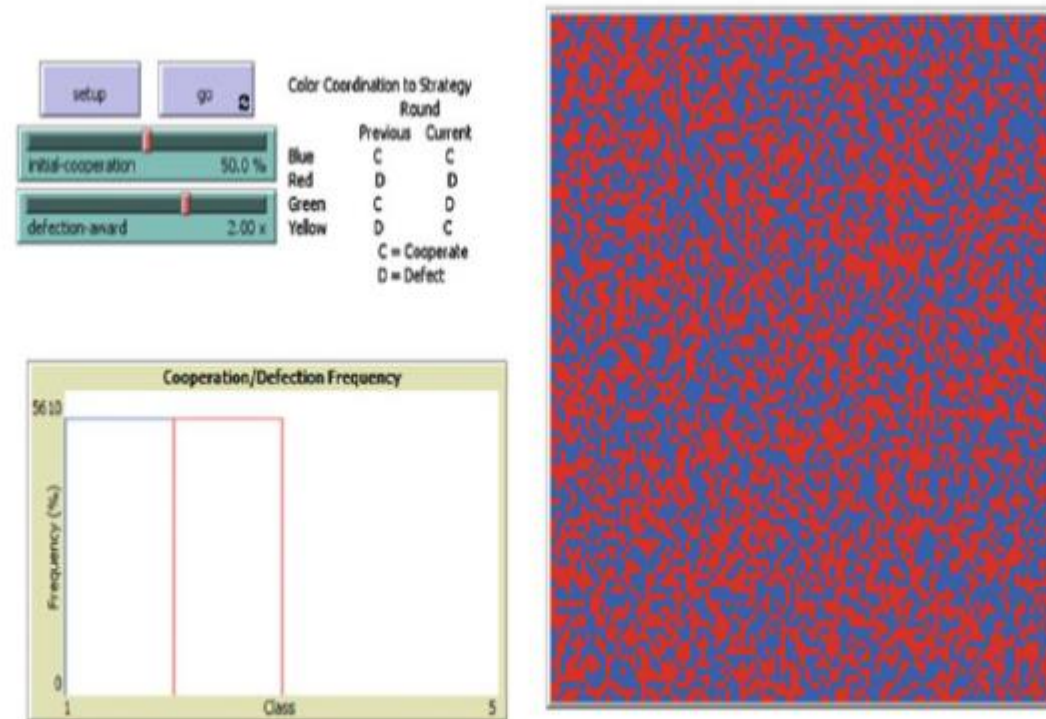 setup
go
initial-cooperation 50.0 %
defection-award 2.00 x
Color Coordination to Strategy
Round
Previous Current
Blue C C
Red D D
Green C D
Yellow D C
C = Cooperate
D = Defect
Cooperation/Defection Frequency
5610
Frequency (%)
0
1 Class 5